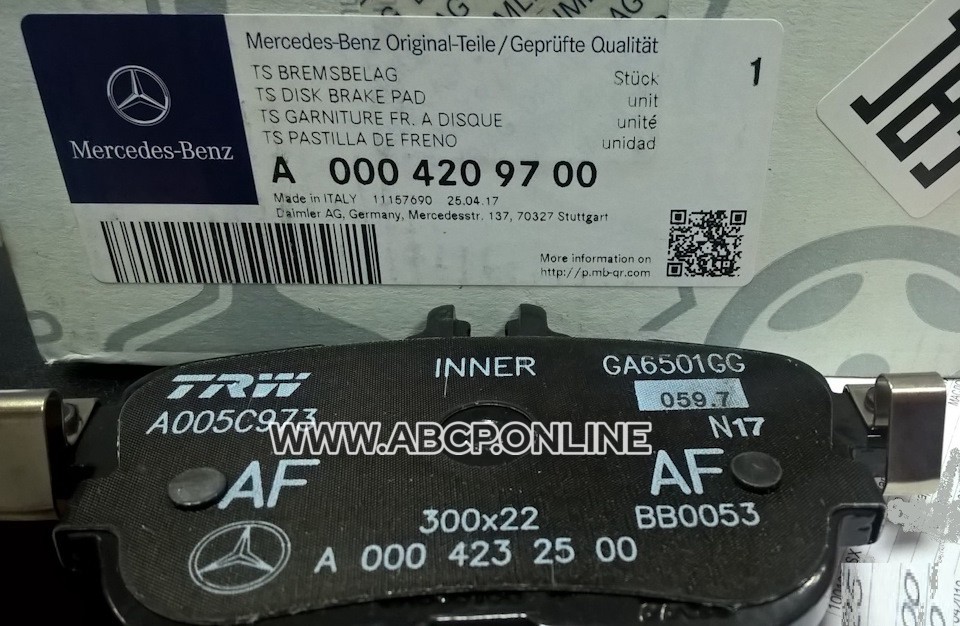 Mercedes-Benz Original-Teile/Geprüfte Qualität
TS BREMSBELAG Stück 1
TS DISK BRAKE PAD unit
TS GARNITURE FR. A DISQUE unité
TS PASTILLA DE FRENO unidad
Mercedes-Benz
A 000 420 97 00
Made in ITALY 11157690 25.04.17
Daimler AG, Germany, Mercedesstr. 137, 70327 Stuttgart
More information on
http://p.mb-qr.com
TRW INNER GA6501GG
059.7
A005C973 N17
WWW.ABCP.ONLINE
AF AF
300x22 BB0053
A 000 423 25 00